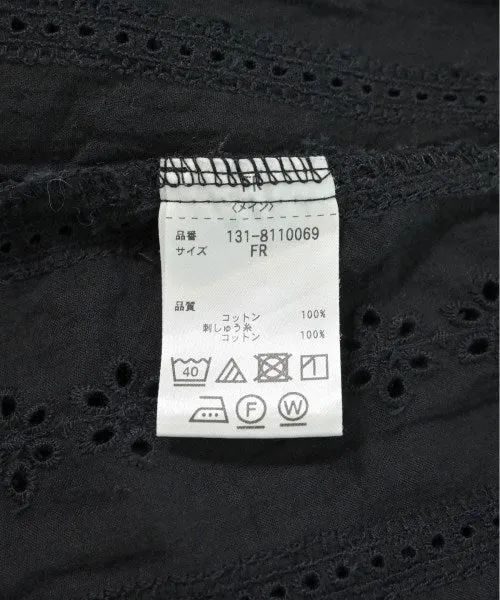 FR
〈メイン〉
品番 131-8110069
サイズ FR
品質
コットン 100%
刺しゅう糸
コットン 100%
40
F W